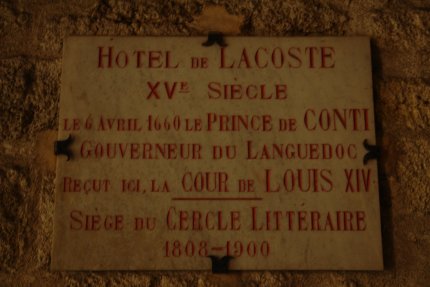 HOTEL DE LACOSTE
XVE SIÈCLE
LE 6 AVRIL 1660 LE PRINCE DE CONTI
GOUVERNEUR DU LANGUEDOC
REÇUT ICI, LA COUR DE LOUIS XIV
SIÈGE DU CERCLE LITTÉRAIRE
1808-1900